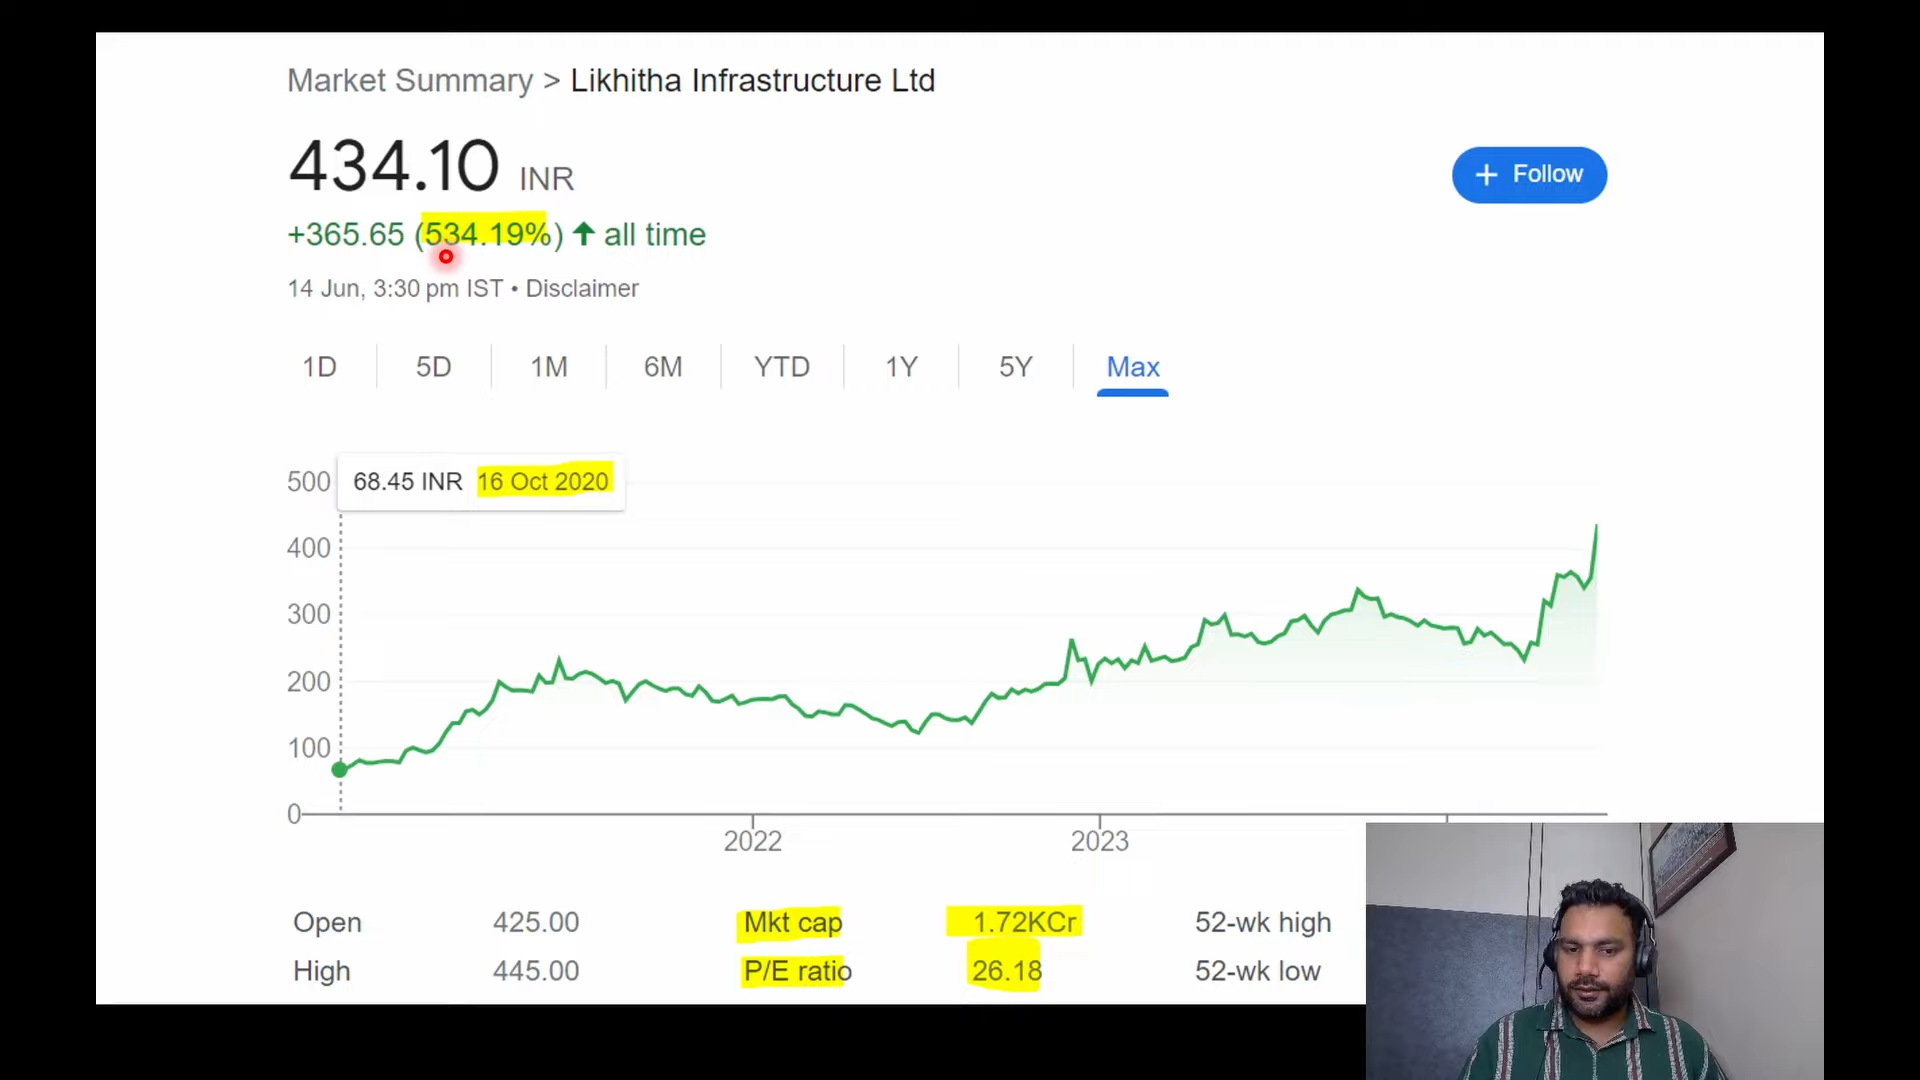 Market Summary > Likhitha Infrastructure Ltd
434.10 INR
+ Follow
+365.65 (534.19%) ↑ all time
14 Jun, 3:30 pm IST • Disclaimer
1D 5D 1M 6M YTD 1Y 5Y Max
68.45 INR 16 Oct 2020
500
400
300
200
100
0
2022 2023
Open 425.00 Mkt cap 1.72KCr 52-wk high
High 445.00 P/E ratio 26.18 52-wk low